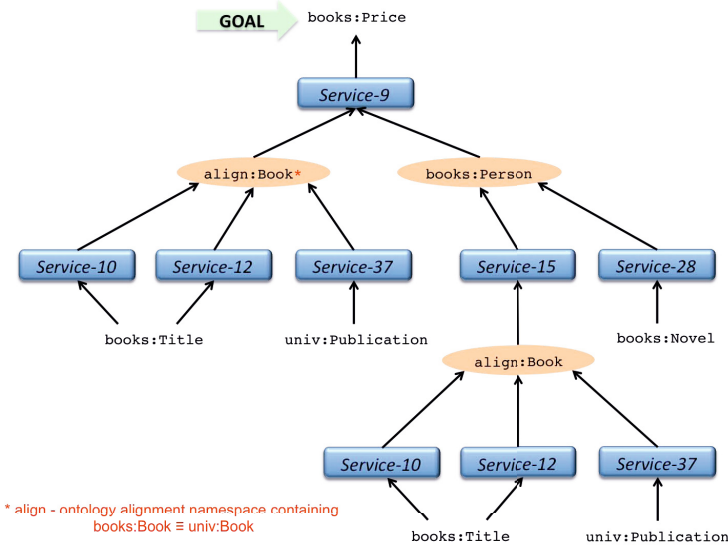 GOAL
books:Price
Service-9
align:Book*
books:Person
Service-10
Service-12
Service-37
Service-15
Service-28
books:Title
univ:Publication
books:Novel
align:Book
Service-10
Service-12
Service-37
* align - ontology alignment namespace containing
books:Book ≡ univ:Book
books:Title
univ:Publication